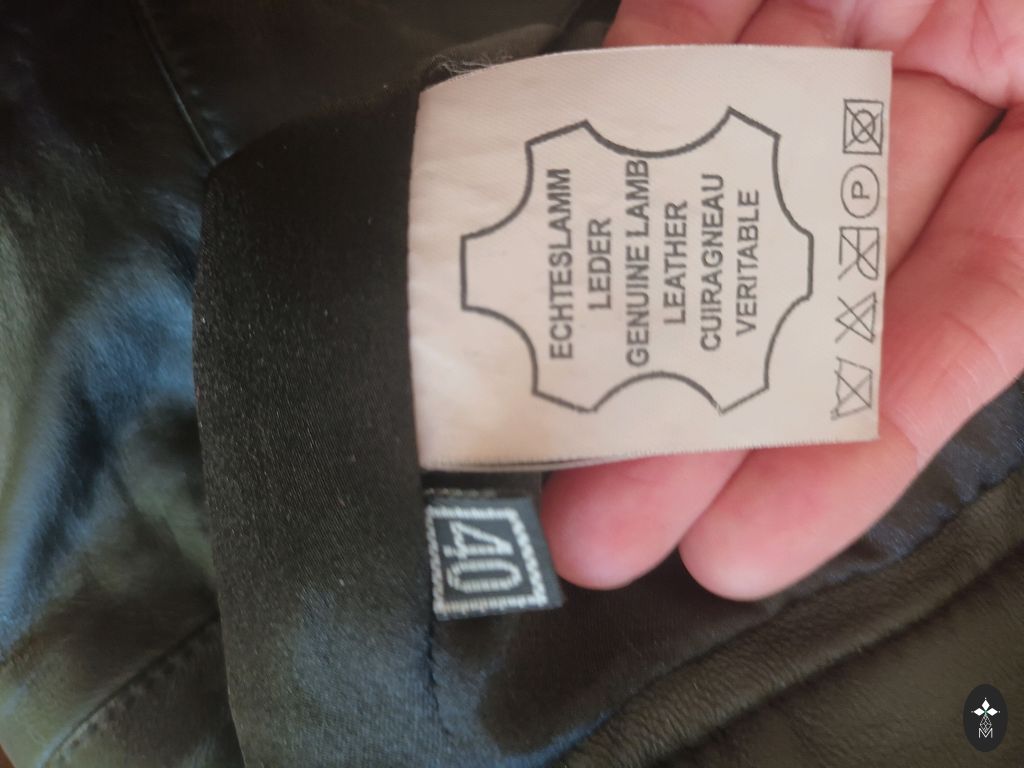 ECHTESLAMM
LEDER
GENUINE LAMB
LEATHER
CUIRAGNEAU
VERITABLE
P
40
M